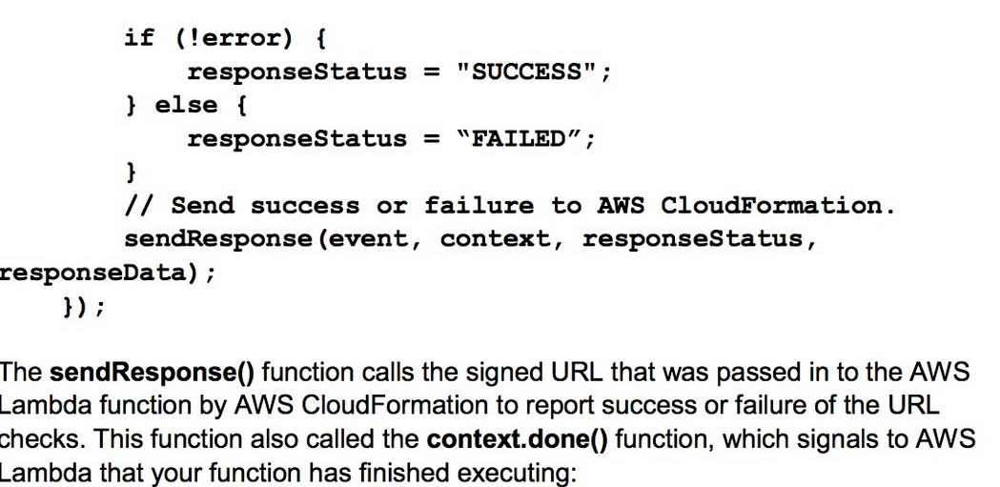 if (!error) {
responseStatus = "SUCCESS";
} else {
responseStatus = “FAILED”;
}
// Send success or failure to AWS CloudFormation.
sendResponse(event, context, responseStatus,
responseData);
});
The sendResponse() function calls the signed URL that was passed in to the AWS
Lambda function by AWS CloudFormation to report success or failure of the URL
checks. This function also called the context.done() function, which signals to AWS
Lambda that your function has finished executing: